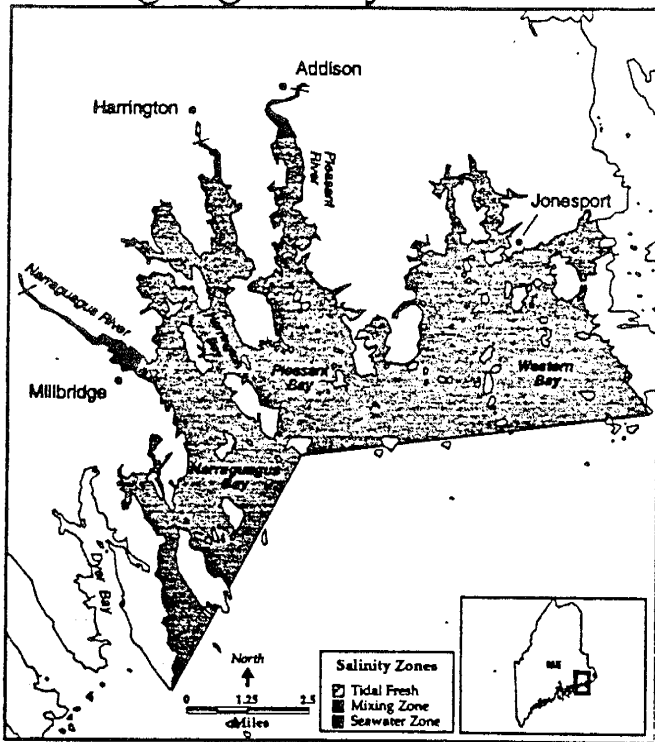 Addison
Harrington
Pleasant
River
Jonesport
Narraguagus River
Pleasant
Bay
Western
Bay
Millbridge
Narraguagus
Bay
Dyer Bay
North
0 1.25 2.5
Miles
Salinity Zones
Tidal Fresh
Mixing Zone
Seawater Zone